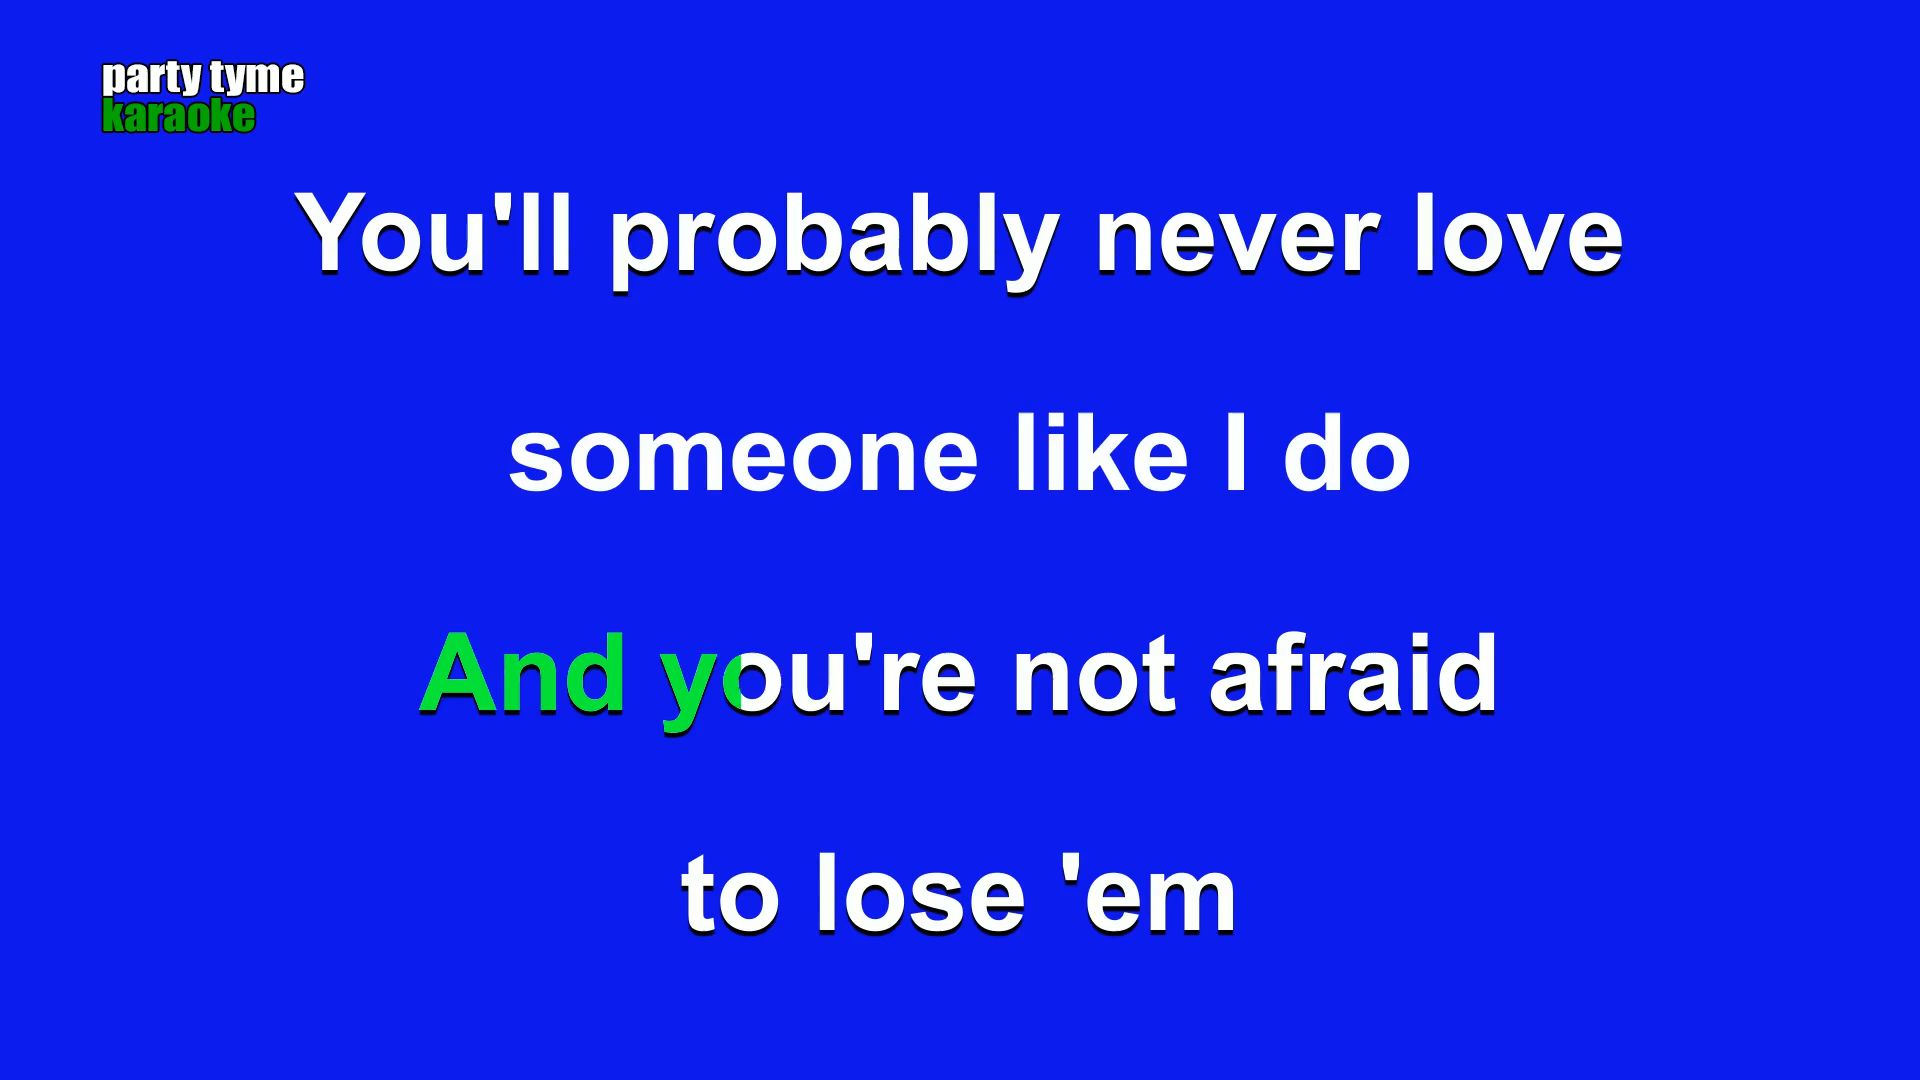 party tyme
karaoke
You'll probably never love
someone like I do
And you're not afraid
to lose 'em